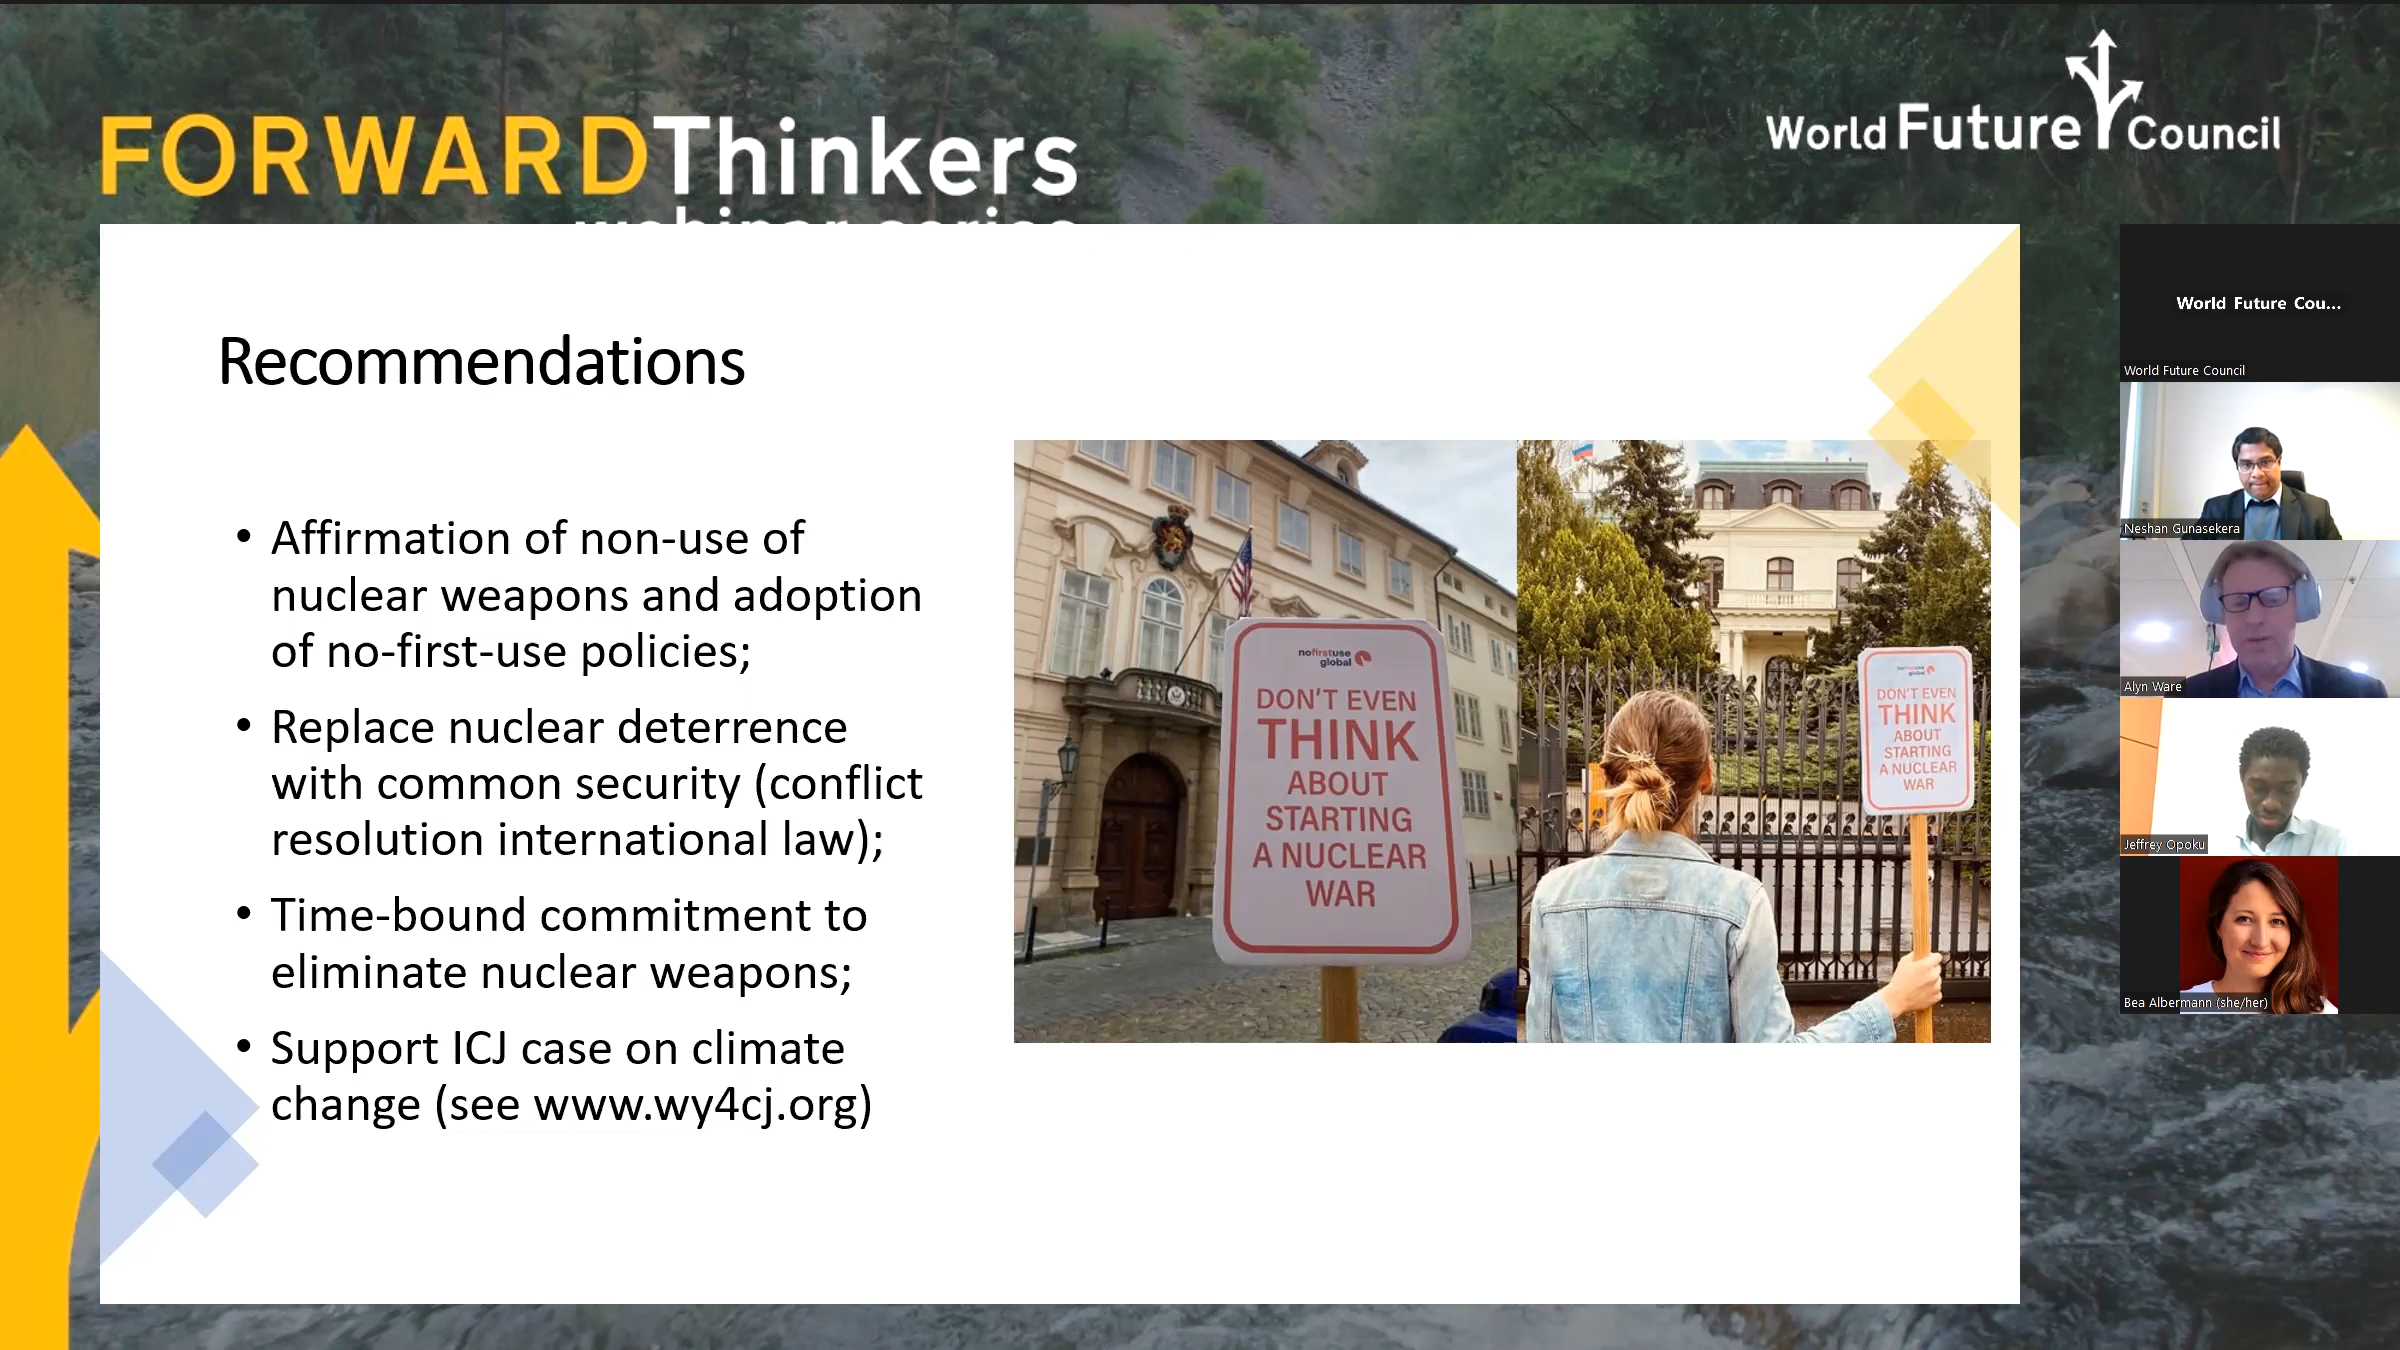 FORWARDThinkers
webinar series
World Future Council
Recommendations
• Affirmation of non-use of
nuclear weapons and adoption
of no-first-use policies;
• Replace nuclear deterrence
with common security (conflict
resolution international law);
• Time-bound commitment to
eliminate nuclear weapons;
• Support ICJ case on climate
change (see www.wy4cj.org)
nofirstuse
global
DON'T EVEN
THINK
ABOUT
STARTING
A NUCLEAR
WAR
nofirstuse
global
DON'T EVEN
THINK
ABOUT
STARTING
A NUCLEAR
WAR
World Future Cou...
World Future Council
Neshan Gunasekera
Alyn Ware
Jeffrey Opoku
Bea Albermann (she/her)